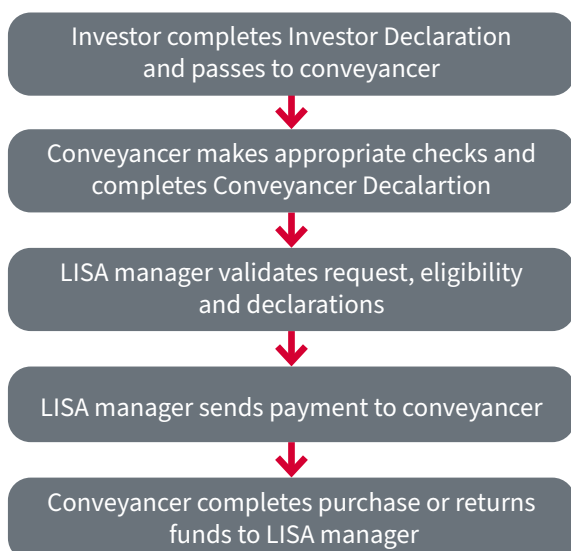 Investor completes Investor Declaration
and passes to conveyancer
Conveyancer makes appropriate checks and
completes Conveyancer Decalartion
LISA manager validates request, eligibility
and declarations
LISA manager sends payment to conveyancer
Conveyancer completes purchase or returns
funds to LISA manager